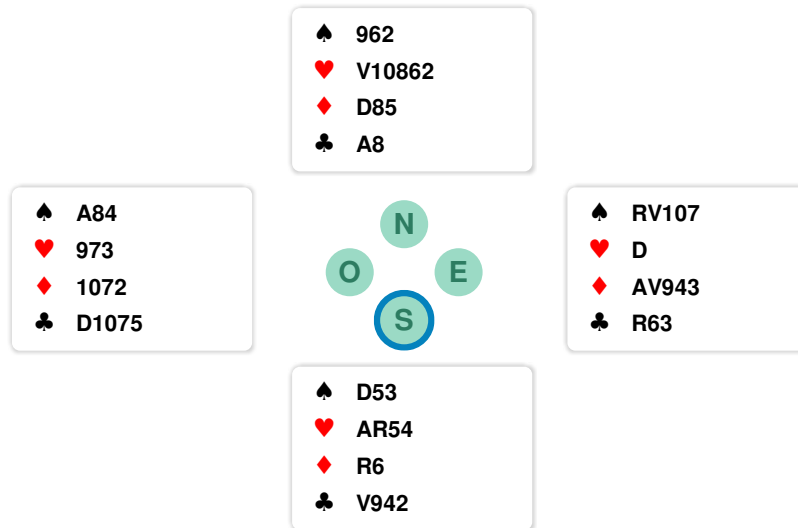 ♠ 962
♥ V10862
♦ D85
♣ A8
♠ A84
♥ 973
♦ 1072
♣ D1075
N
O E
S
♠ RV107
♥ D
♦ AV943
♣ R63
♠ D53
♥ AR54
♦ R6
♣ V942